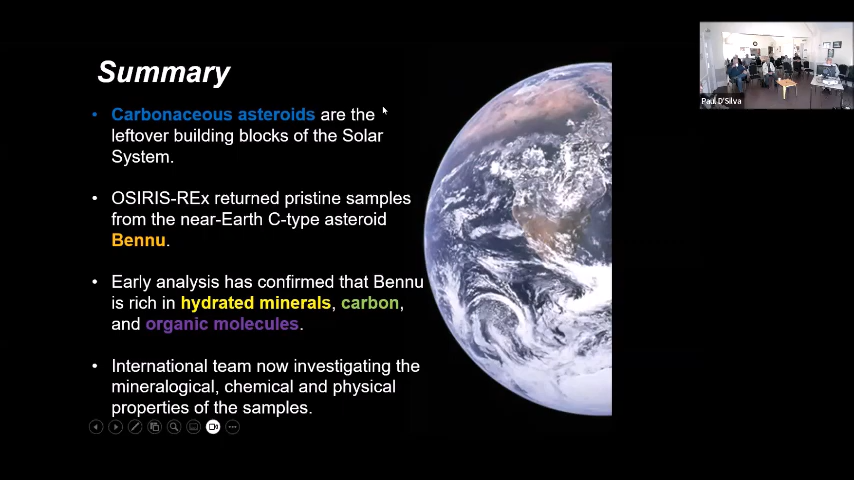 Summary
• Carbonaceous asteroids are the
leftover building blocks of the Solar
System.
• OSIRIS-REx returned pristine samples
from the near-Earth C-type asteroid
Bennu.
• Early analysis has confirmed that Bennu
is rich in hydrated minerals, carbon,
and organic molecules.
• International team now investigating the
mineralogical, chemical and physical
properties of the samples.
Paul D'Silva